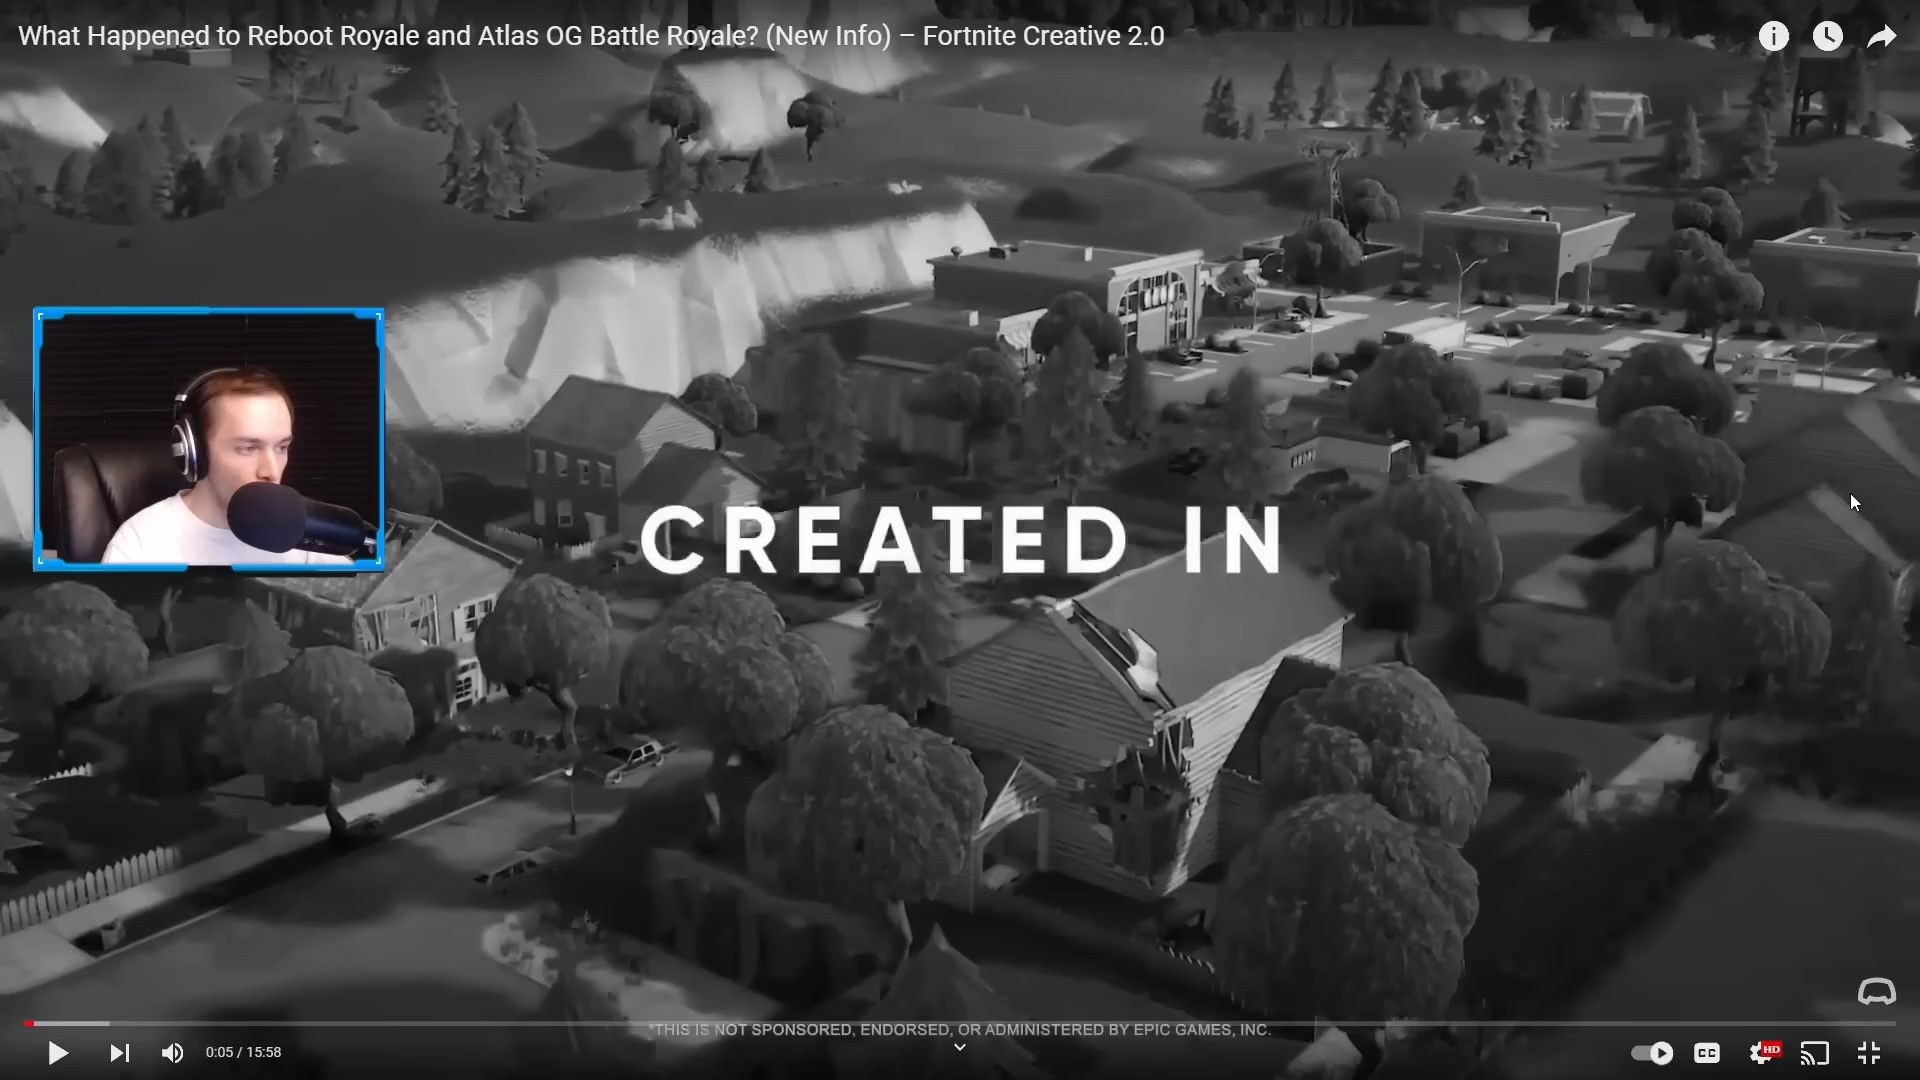 What Happened to Reboot Royale and Atlas OG Battle Royale? (New Info) – Fortnite Creative 2.0
CREATED IN
*THIS IS NOT SPONSORED, ENDORSED, OR ADMINISTERED BY EPIC GAMES, INC.
0:05 / 15:58
CC
HD